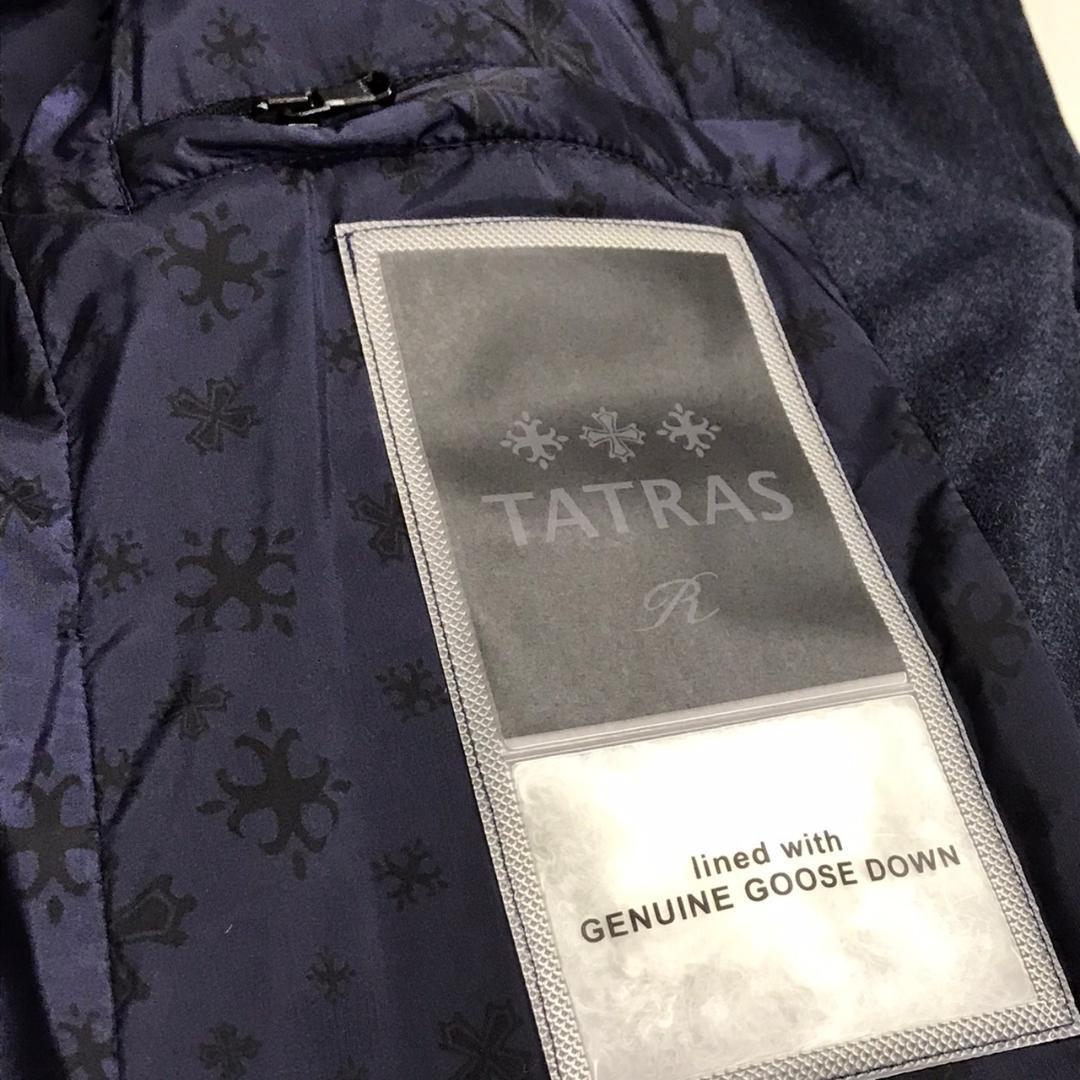 TATRAS
R
lined with
GENUINE GOOSE DOWN